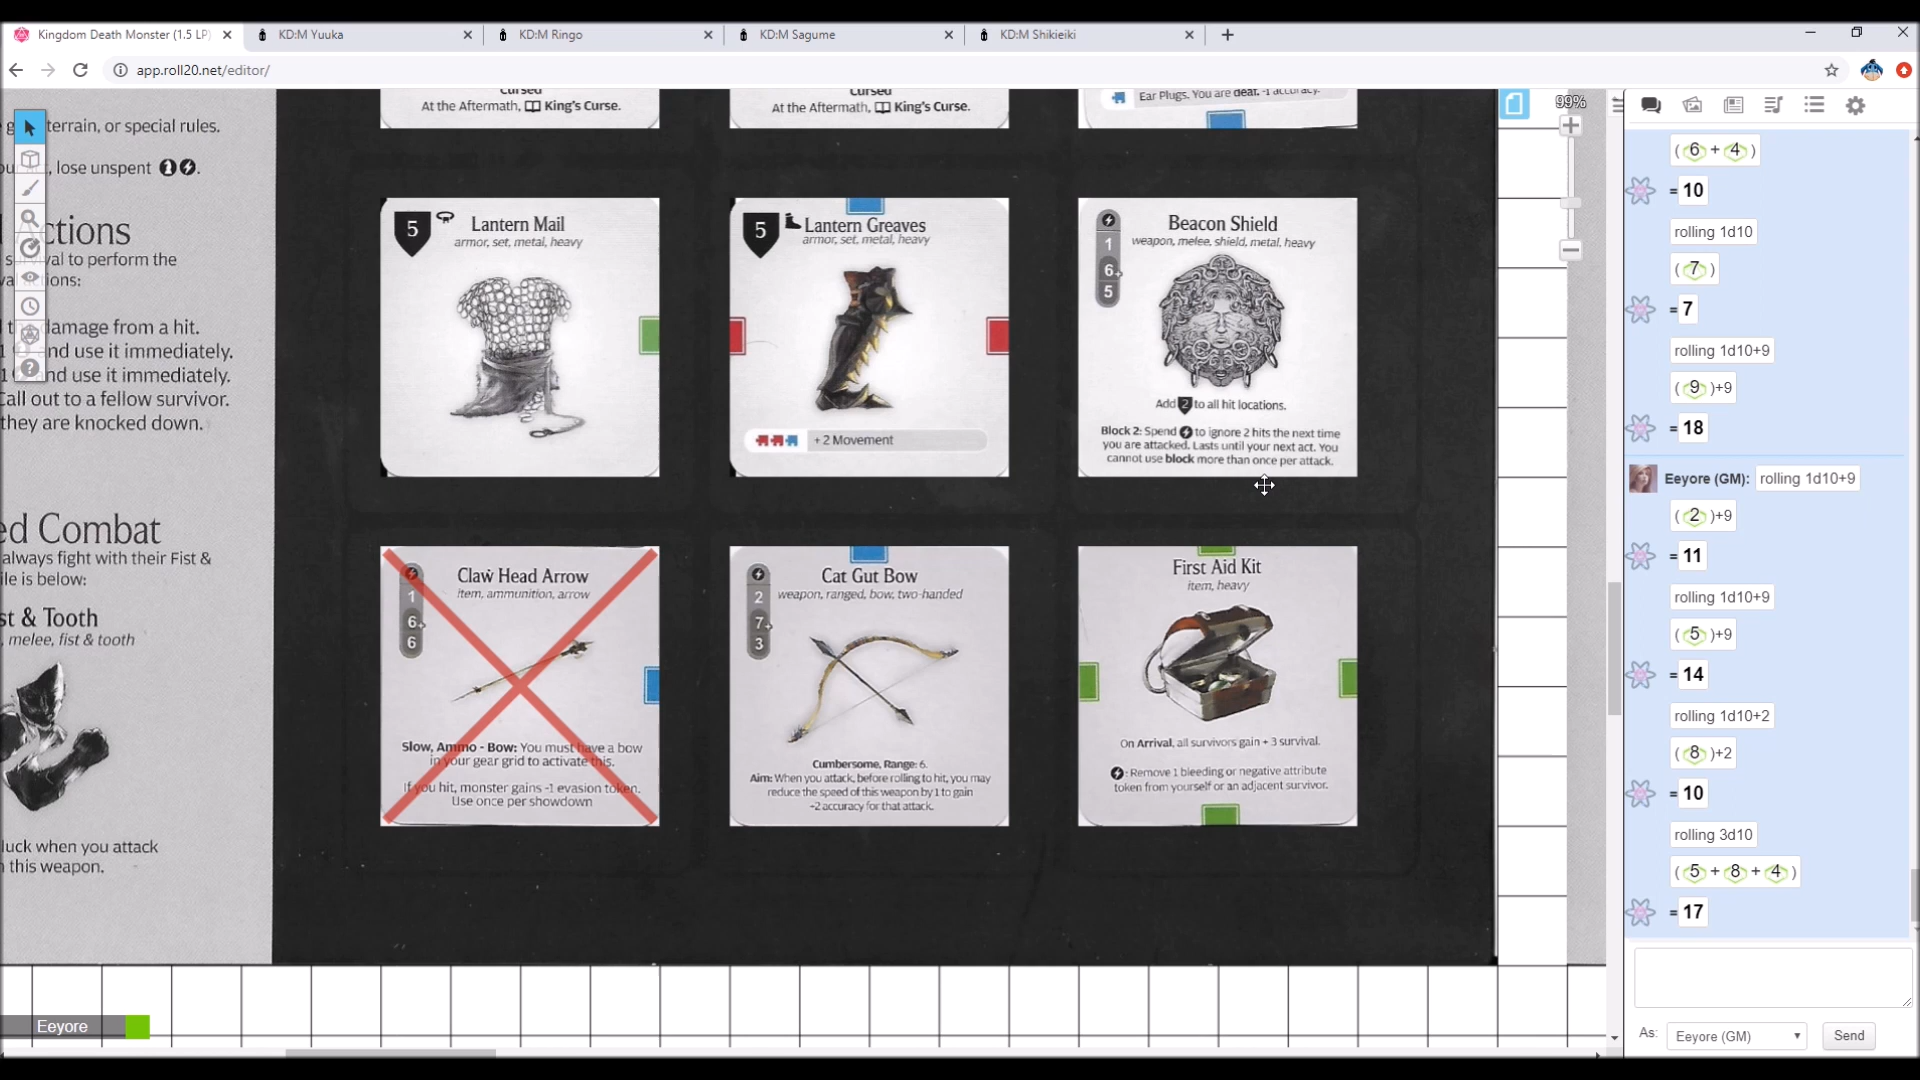 Kingdom Death Monster (1.5 LP)
KD:M Yuuka
KD:M Ringo
KD:M Sagume
KD:M Shikieiki
app.roll20.net/editor/
terrain, or special rules.
, lose unspent
ctions
survival to perform the
damage from a hit.
and use it immediately.
and use it immediately.
Call out to a fellow survivor.
they are knocked down.
ed Combat
always fight with their Fist &
ile is below:
st & Tooth
, melee, fist & tooth
luck when you attack
this weapon.
Eeyore
Cursed
At the Aftermath, King's Curse.
Cursed
At the Aftermath, King's Curse.
Ear Plugs. You are deaf. -1 accuracy.
5
Lantern Mail
armor, set, metal, heavy
5
Lantern Greaves
armor, set, metal, heavy
+2 Movement
Beacon Shield
weapon, melee, shield, metal, heavy
1
6+
5
Add 2 to all hit locations.
Block 2: Spend to ignore 2 hits the next time
you are attacked. Lasts until your next act. You
cannot use block more than once per attack.
Claw Head Arrow
item, ammunition, arrow
1
6+
6
Slow, Ammo - Bow: You must have a bow
in your gear grid to activate this.
If you hit, monster gains -1 evasion token.
Use once per showdown
Cat Gut Bow
weapon, ranged, bow, two-handed
2
7+
3
Cumbersome, Range: 6.
Aim: When you attack, before rolling to hit, you may
reduce the speed of this weapon by 1 to gain
+2 accuracy for that attack.
First Aid Kit
item, heavy
On Arrival, all survivors gain + 3 survival.
: Remove 1 bleeding or negative attribute
token from yourself or an adjacent survivor.
99%
(6 + 4)
= 10
rolling 1d10
(7)
= 7
rolling 1d10+9
(9)+9
= 18
Eeyore (GM): rolling 1d10+9
(2)+9
= 11
rolling 1d10+9
(5)+9
= 14
rolling 1d10+2
(8)+2
= 10
rolling 3d10
(5 + 8 + 4)
= 17
As: Eeyore (GM) Send